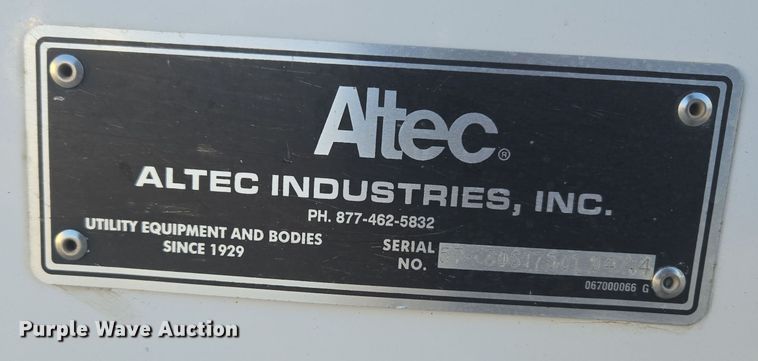 Altec®
ALTEC INDUSTRIES, INC.
PH. 877-462-5832
UTILITY EQUIPMENT AND BODIES
SINCE 1929
SERIAL
NO.
067000066 G
Purple Wave Auction